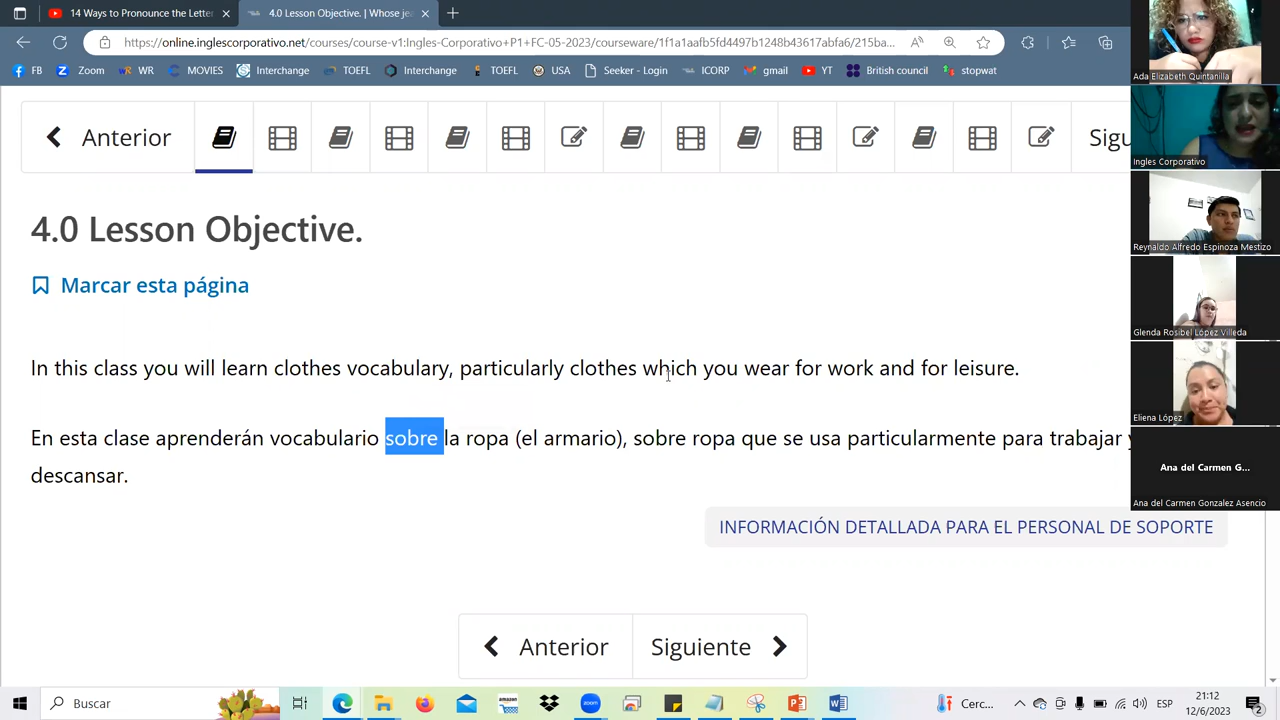 14 Ways to Pronounce the Letter
4.0 Lesson Objective. | Whose jea
https://online.inglescorporativo.net/courses/course-v1:Ingles-Corporativo+P1+FC-05-2023/courseware/1f1a1aafb5fd4497b1248b43617abfa6/215ba...
FB
Zoom
WR
MOVIES
Interchange
TOEFL
Interchange
TOEFL
USA
Seeker - Login
ICORP
gmail
YT
British council
stopwat
Anterior
Sigu
4.0 Lesson Objective.
Marcar esta página
In this class you will learn clothes vocabulary, particularly clothes which you wear for work and for leisure.
En esta clase aprenderán vocabulario sobre la ropa (el armario), sobre ropa que se usa particularmente para trabajar y
descansar.
INFORMACIÓN DETALLADA PARA EL PERSONAL DE SOPORTE
Anterior
Siguiente
Ada Elizabeth Quintanilla
Ingles Corporativo
Reynaldo Alfredo Espinoza Mestizo
Glenda Rosibel López Villeda
Eliena López
Ana del Carmen G...
Ana del Carmen Gonzalez Asencio
Buscar
amazon
Cerc...
ESP
21:12
12/6/2023
2